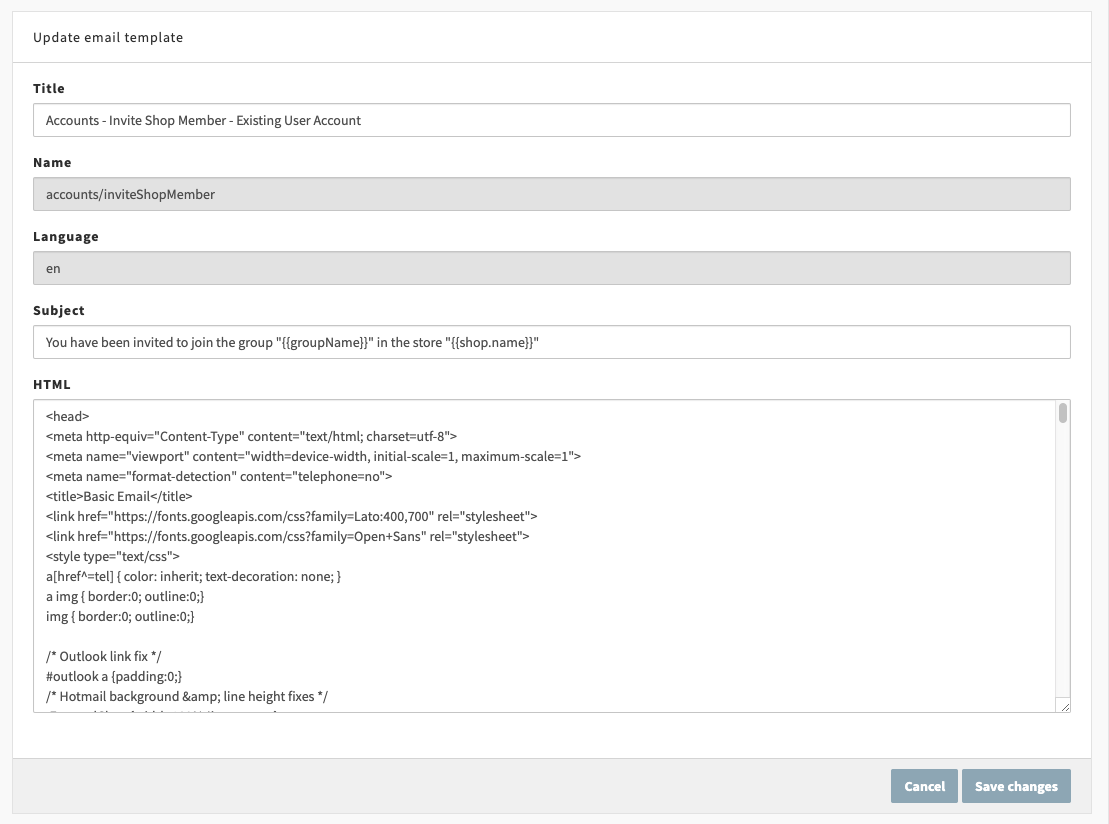 Update email template
Title
Accounts - Invite Shop Member - Existing User Account
Name
accounts/inviteShopMember
Language
en
Subject
You have been invited to join the group "{{groupName}}" in the store "{{shop.name}}"
HTML
<head>
<meta http-equiv="Content-Type" content="text/html; charset=utf-8">
<meta name="viewport" content="width=device-width, initial-scale=1, maximum-scale=1">
<meta name="format-detection" content="telephone=no">
<title>Basic Email</title>
<link href="https://fonts.googleapis.com/css?family=Lato:400,700" rel="stylesheet">
<link href="https://fonts.googleapis.com/css?family=Open+Sans" rel="stylesheet">
<style type="text/css">
a[href^=tel] { color: inherit; text-decoration: none; }
a img { border:0; outline:0;}
img { border:0; outline:0;}
/* Outlook link fix */
#outlook a {padding:0;}
/* Hotmail background &amp; line height fixes */
Cancel
Save changes